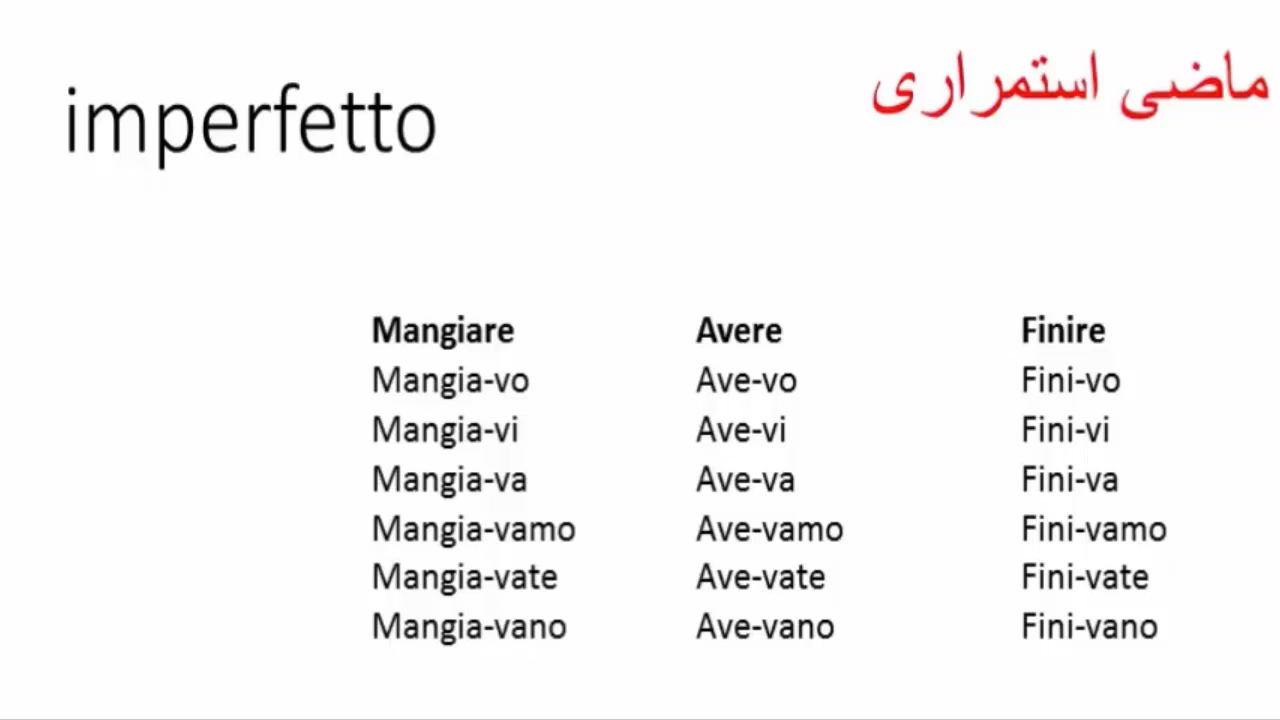 imperfetto
ماضی استمراری
Mangiare Avere Finire
Mangia-vo Ave-vo Fini-vo
Mangia-vi Ave-vi Fini-vi
Mangia-va Ave-va Fini-va
Mangia-vamo Ave-vamo Fini-vamo
Mangia-vate Ave-vate Fini-vate
Mangia-vano Ave-vano Fini-vano